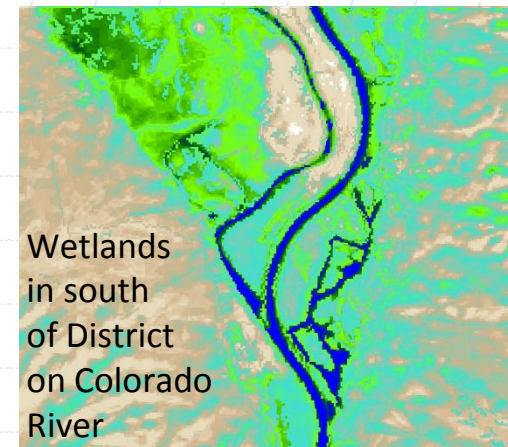 Wetlands
in south
of District
on Colorado
River